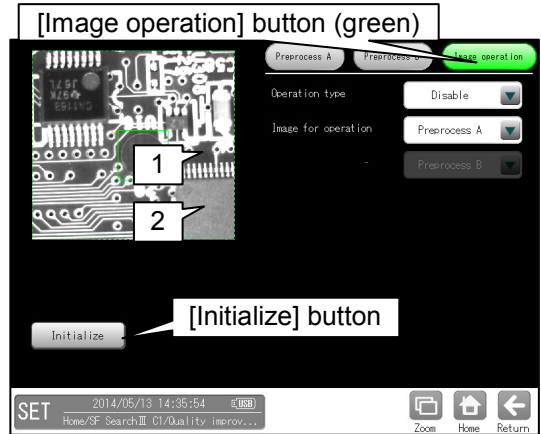 [Image operation] button (green)
Preprocess A
Image operation
Operation type
Disable
Image for operation
Preprocess A
-
Preprocess B
1
2
[Initialize] button
Initialize
SET
2014/05/13 14:35:54
USB
Home/SF SearchⅢ C1/Quality improv...
Zoom
Home
Return